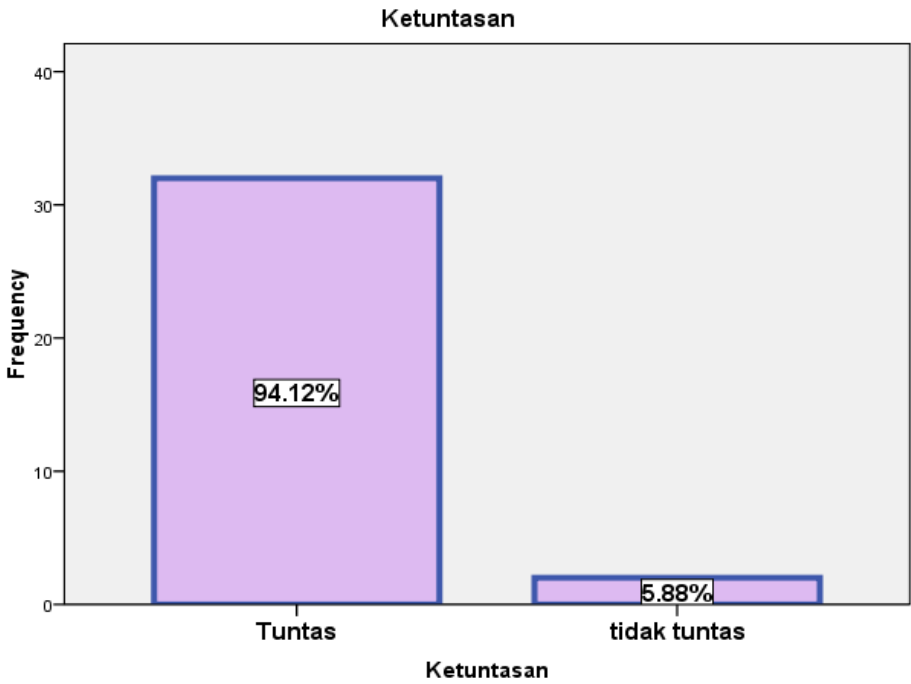 Ketuntasan
40
30
20
10
0
Frequency
94.12%
5.88%
Tuntas
tidak tuntas
Ketuntasan